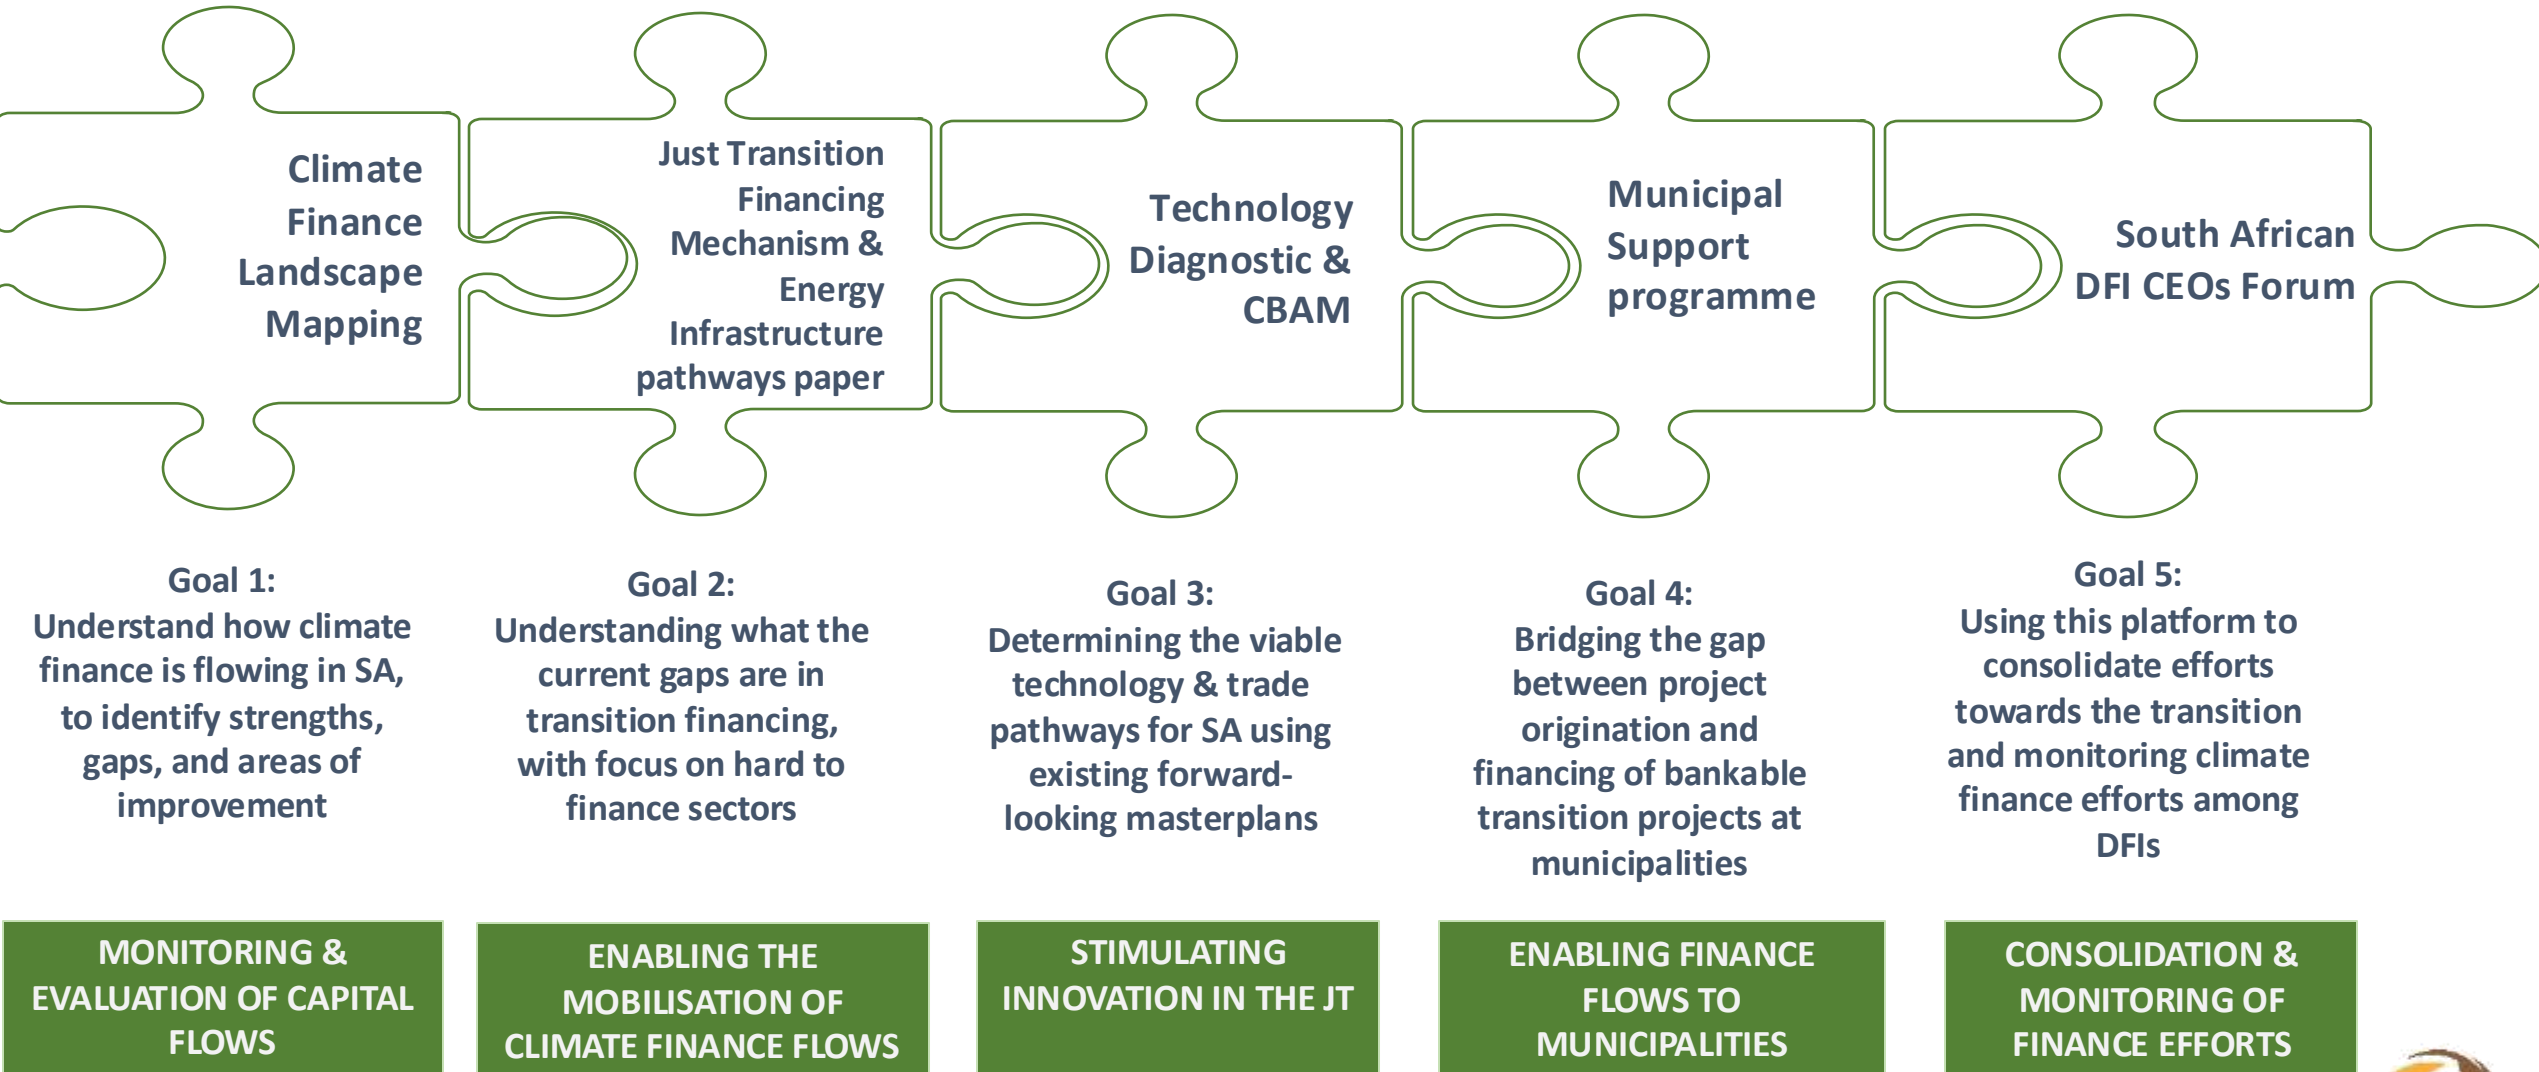 Climate
Finance
Landscape
Mapping
Just Transition
Financing
Mechanism &
Energy
Infrastructure
pathways paper
Technology
Diagnostic &
CBAM
Municipal
Support
programme
South African
DFI CEOs Forum
Goal 1:
Understand how climate
finance is flowing in SA,
to identify strengths,
gaps, and areas of
improvement
Goal 2:
Understanding what the
current gaps are in
transition financing,
with focus on hard to
finance sectors
Goal 3:
Determining the viable
technology & trade
pathways for SA using
existing forward-
looking masterplans
Goal 4:
Bridging the gap
between project
origination and
financing of bankable
transition projects at
municipalities
Goal 5:
Using this platform to
consolidate efforts
towards the transition
and monitoring climate
finance efforts among
DFIs
MONITORING &
EVALUATION OF CAPITAL
FLOWS
ENABLING THE
MOBILISATION OF
CLIMATE FINANCE FLOWS
STIMULATING
INNOVATION IN THE JT
ENABLING FINANCE
FLOWS TO
MUNICIPALITIES
CONSOLIDATION &
MONITORING OF
FINANCE EFFORTS